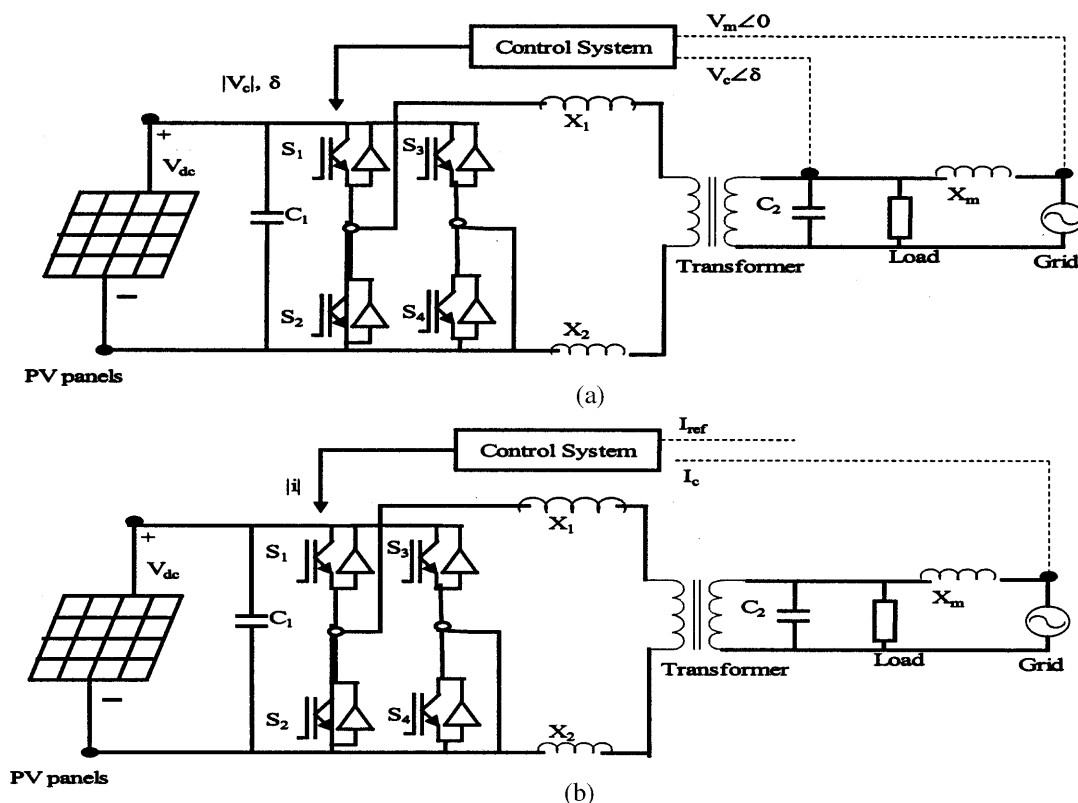 V_m∠0
Control System
V_c∠δ
|V_c|, δ
X_1
+
S_1
S_3
V_dc
C_1
C_2
X_m
Transformer
Load
Grid
S_2
S_4
X_2
PV panels
(a)
I_ref
Control System
I_c
|i|
X_1
+
S_1
S_3
V_dc
C_1
C_2
X_m
Transformer
Load
Grid
S_2
S_4
X_2
PV panels
(b)